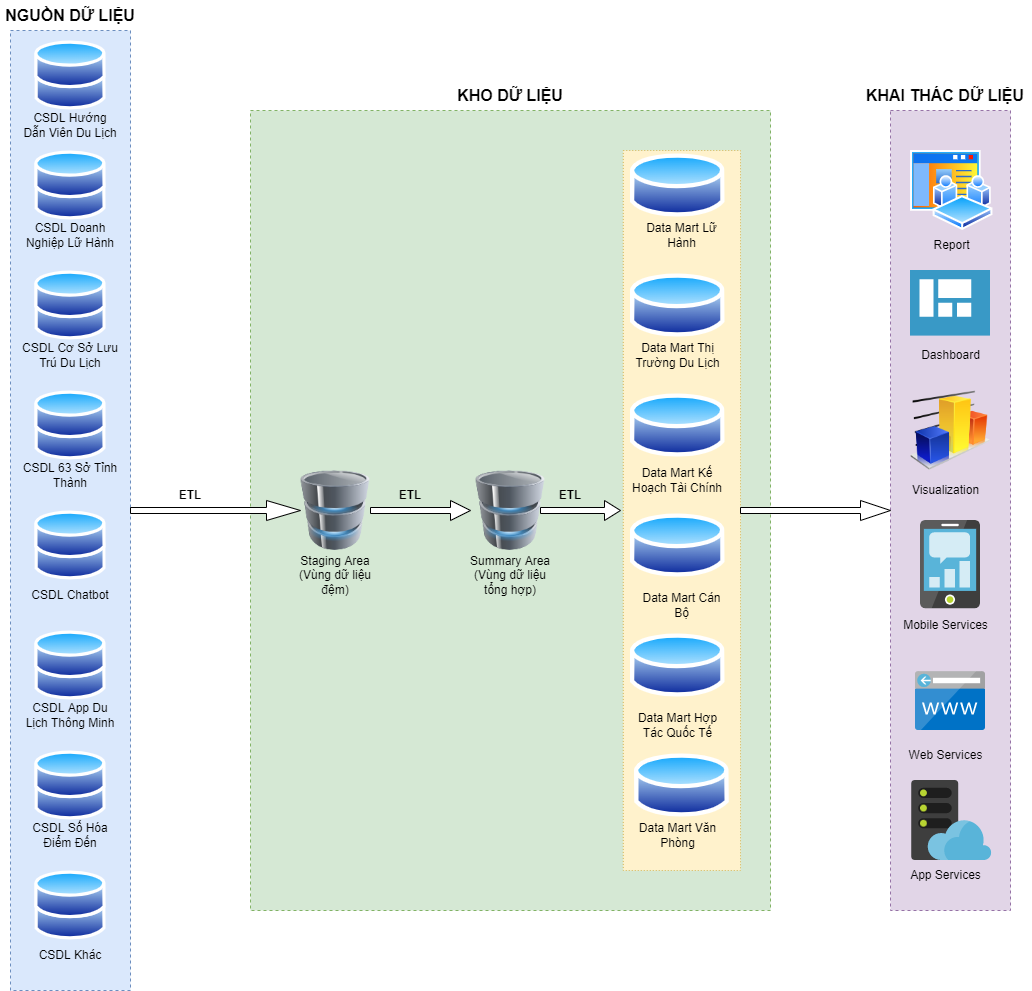 NGUỒN DỮ LIỆU
CSDL Hướng
Dẫn Viên Du Lịch
CSDL Doanh
Nghiệp Lữ Hành
CSDL Cơ Sở Lưu
Trú Du Lịch
CSDL 63 Sở Tỉnh
Thành
CSDL Chatbot
CSDL App Du
Lịch Thông Minh
CSDL Số Hóa
Điểm Đến
CSDL Khác
ETL
KHO DỮ LIỆU
Staging Area
(Vùng dữ liệu
đệm)
ETL
Summary Area
(Vùng dữ liệu
tổng hợp)
ETL
Data Mart Lữ
Hành
Data Mart Thị
Trường Du Lịch
Data Mart Kế
Hoạch Tài Chính
Data Mart Cán
Bộ
Data Mart Hợp
Tác Quốc Tế
Data Mart Văn
Phòng
KHAI THÁC DỮ LIỆU
Report
Dashboard
Visualization
Mobile Services
WWW
Web Services
App Services